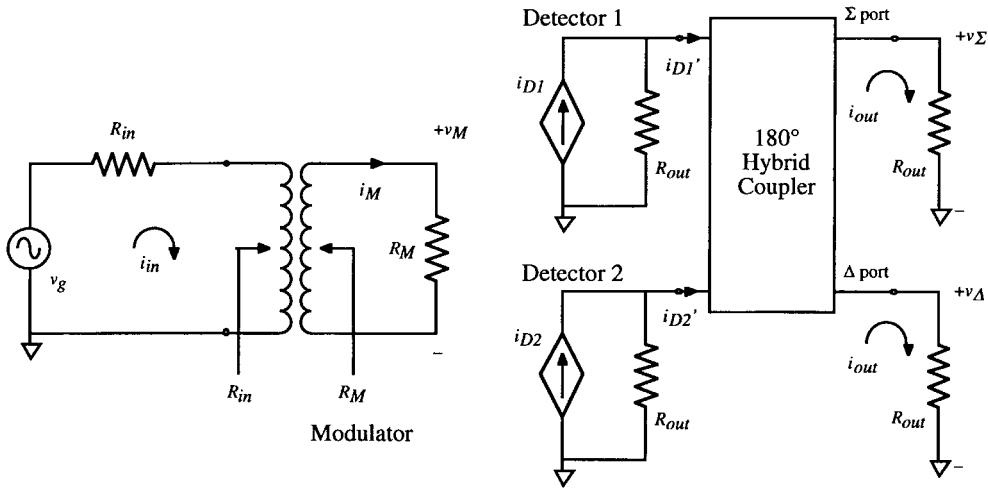 Detector 1
Σ port
+vΣ
iD1'
iD1
iout
Rout
Rout
180°
Hybrid
Coupler
–
Rin
+vM
iM
RM
iin
vg
–
Rin
RM
Modulator
Detector 2
Δ port
+vΔ
iD2'
iD2
iout
Rout
Rout
–